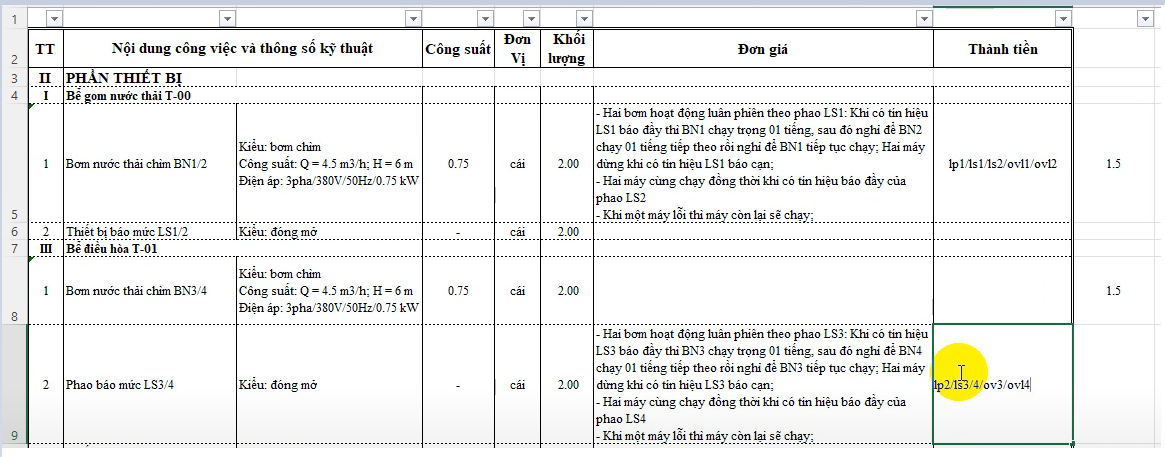 1
2 TT Nội dung công việc và thông số kỹ thuật Công suất Đơn Vị Khối lượng Đơn giá Thành tiền
3 II PHẦN THIẾT BỊ
4 I Bể gom nước thải T-00
5 1 Bơm nước thải chìm BN1/2
Kiểu: bơm chìm
Công suất: Q = 4.5 m3/h; H = 6 m
Điện áp: 3pha/380V/50Hz/0.75 kW
0.75 cái 2.00
- Hai bơm hoạt động luân phiên theo phao LS1: Khi có tín hiệu
LS1 báo đầy thì BN1 chạy trọng 01 tiếng, sau đó nghỉ để BN2
chạy 01 tiếng tiếp theo rồi nghỉ để BN1 tiếp tục chạy; Hai máy
dừng khi có tín hiệu LS1 báo cạn;
- Hai máy cùng chạy đồng thời khi có tín hiệu báo đầy của
phao LS2
- Khi một máy lỗi thì máy còn lại sẽ chạy;
lp1/ls1/ls2/ovl1/ovl2 1.5
6 2 Thiết bị báo mức LS1/2 Kiểu: đóng mở - cái 2.00
7 III Bể điều hòa T-01
8 1 Bơm nước thải chìm BN3/4
Kiểu: bơm chìm
Công suất: Q = 4.5 m3/h; H = 6 m
Điện áp: 3pha/380V/50Hz/0.75 kW
0.75 cái 2.00 1.5
9 2 Phao báo mức LS3/4 Kiểu: đóng mở - cái 2.00
- Hai bơm hoạt động luân phiên theo phao LS3: Khi có tín hiệu
LS3 báo đầy thì BN3 chạy trọng 01 tiếng, sau đó nghỉ để BN4
chạy 01 tiếng tiếp theo rồi nghỉ để BN3 tiếp tục chạy; Hai máy
dừng khi có tín hiệu LS3 báo cạn;
- Hai máy cùng chạy đồng thời khi có tín hiệu báo đầy của
phao LS4
- Khi một máy lỗi thì máy còn lại sẽ chạy;
lp2/ls3/4/ov3/ovl4